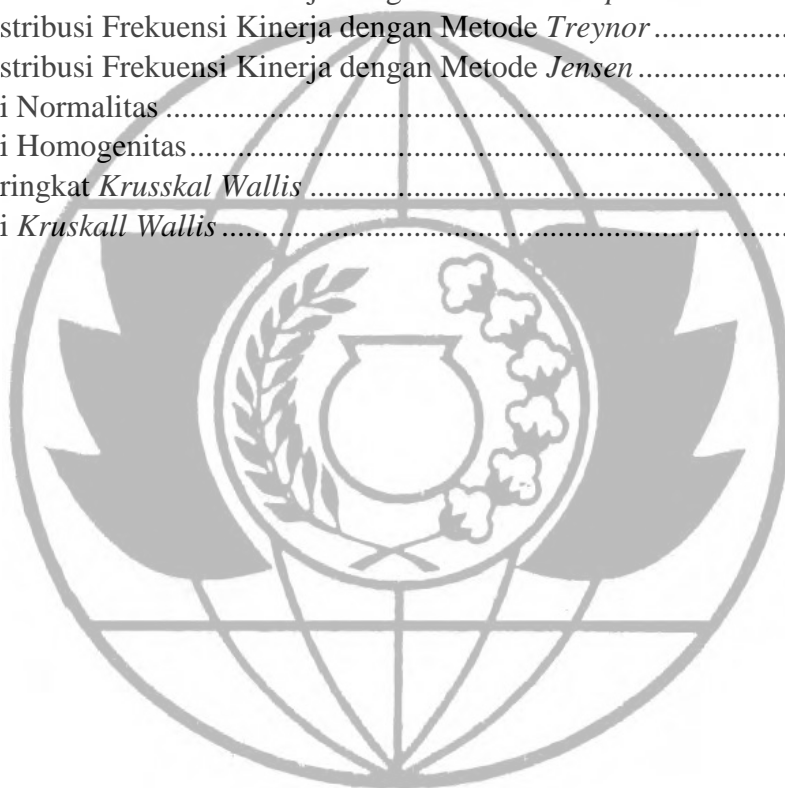 stribusi Frekuensi Kinerja dengan Metode Treynor
stribusi Frekuensi Kinerja dengan Metode Jensen
i Normalitas
i Homogenitas
ringkat Krusskal Wallis
i Kruskall Wallis